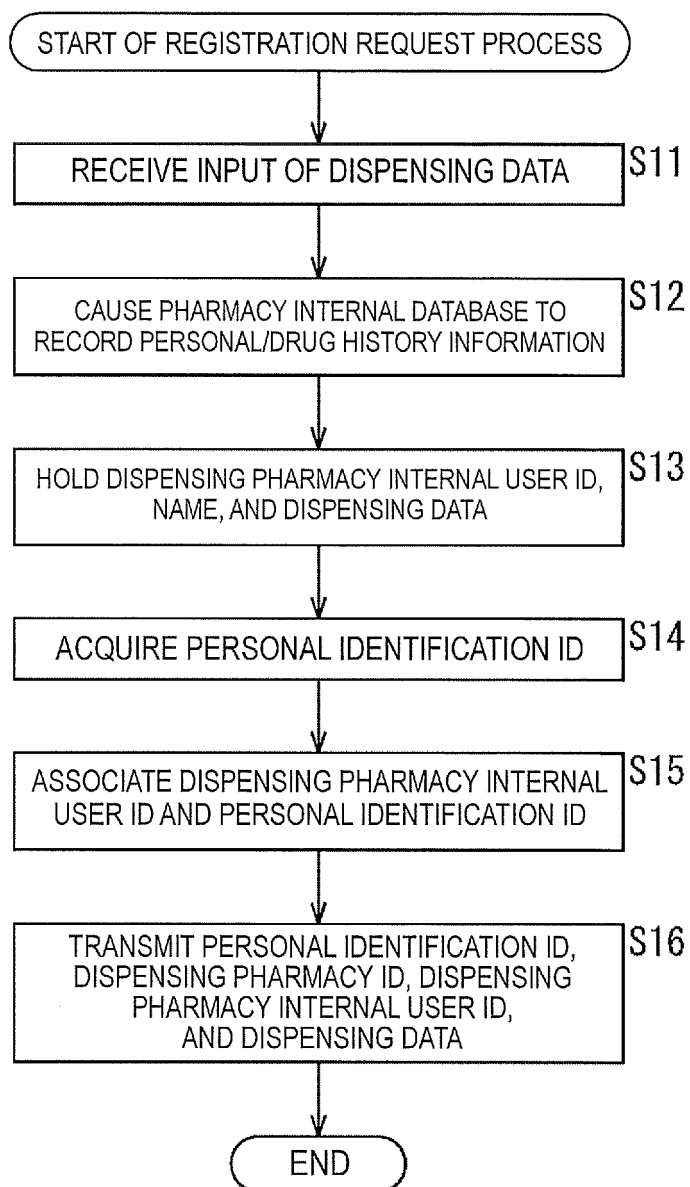 START OF REGISTRATION REQUEST PROCESS
RECEIVE INPUT OF DISPENSING DATA
S11
CAUSE PHARMACY INTERNAL DATABASE TO
RECORD PERSONAL/DRUG HISTORY INFORMATION
S12
HOLD DISPENSING PHARMACY INTERNAL USER ID,
NAME, AND DISPENSING DATA
S13
ACQUIRE PERSONAL IDENTIFICATION ID
S14
ASSOCIATE DISPENSING PHARMACY INTERNAL
USER ID AND PERSONAL IDENTIFICATION ID
S15
TRANSMIT PERSONAL IDENTIFICATION ID,
DISPENSING PHARMACY ID, DISPENSING
PHARMACY INTERNAL USER ID,
AND DISPENSING DATA
S16
END